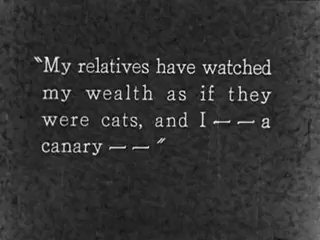 "My relatives have watched
my wealth as if they
were cats, and I — — a
canary — — "